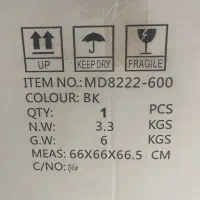 UP KEEP DRY FRAGILE
ITEM NO.: MD8222-600
COLOUR: BK
QTY: 1 PCS
N.W: 3.3 KGS
G.W: 6 KGS
MEAS: 66X66X66.5 CM
C/NO: